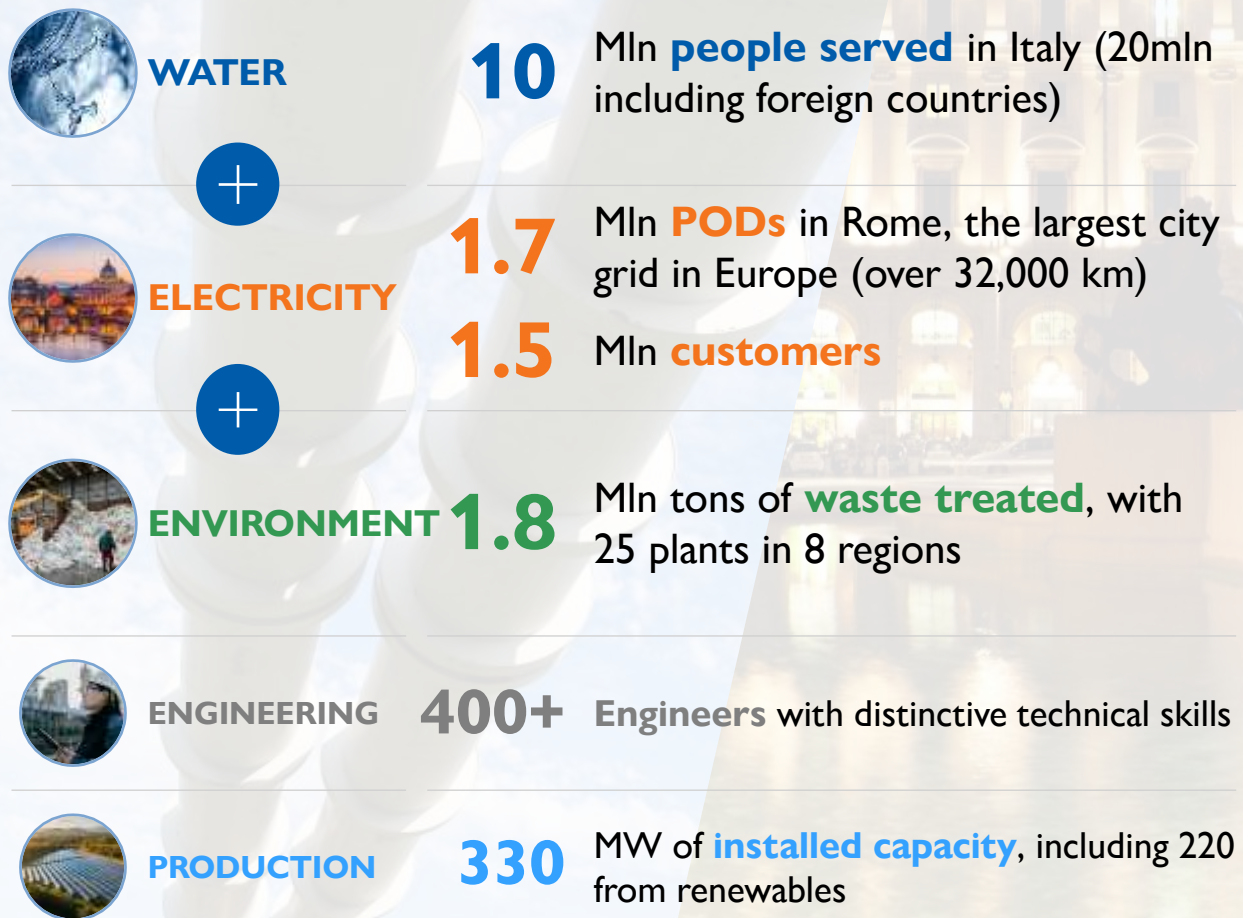 WATER
10
Mln people served in Italy (20mln
including foreign countries)
+
ELECTRICITY
1.7
Mln PODs in Rome, the largest city
grid in Europe (over 32,000 km)
1.5
Mln customers
+
ENVIRONMENT
1.8
Mln tons of waste treated, with
25 plants in 8 regions
ENGINEERING
400+
Engineers with distinctive technical skills
PRODUCTION
330
MW of installed capacity, including 220
from renewables